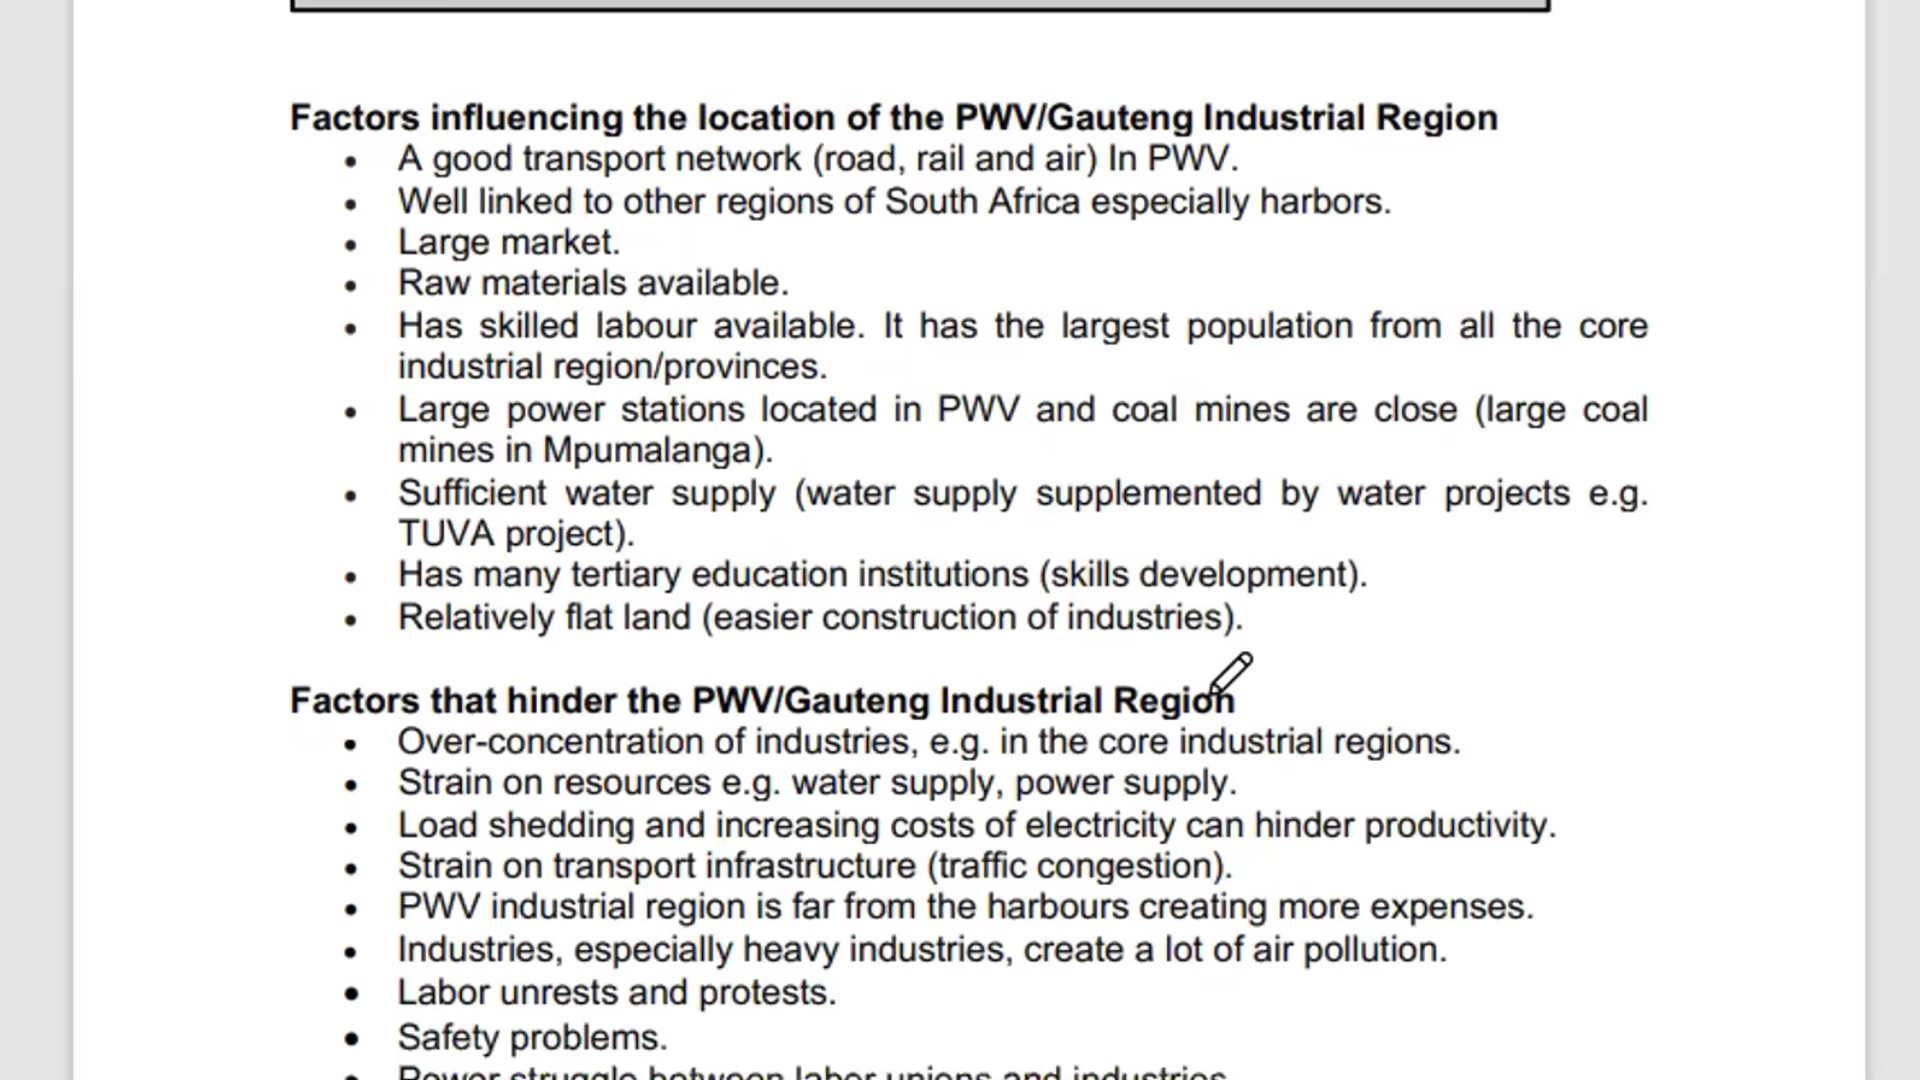 Factors influencing the location of the PWV/Gauteng Industrial Region
• A good transport network (road, rail and air) In PWV.
• Well linked to other regions of South Africa especially harbors.
• Large market.
• Raw materials available.
• Has skilled labour available. It has the largest population from all the core
industrial region/provinces.
• Large power stations located in PWV and coal mines are close (large coal
mines in Mpumalanga).
• Sufficient water supply (water supply supplemented by water projects e.g.
TUVA project).
• Has many tertiary education institutions (skills development).
• Relatively flat land (easier construction of industries).
Factors that hinder the PWV/Gauteng Industrial Region
• Over-concentration of industries, e.g. in the core industrial regions.
• Strain on resources e.g. water supply, power supply.
• Load shedding and increasing costs of electricity can hinder productivity.
• Strain on transport infrastructure (traffic congestion).
• PWV industrial region is far from the harbours creating more expenses.
• Industries, especially heavy industries, create a lot of air pollution.
• Labor unrests and protests.
• Safety problems.
• Power struggle between labor unions and industries